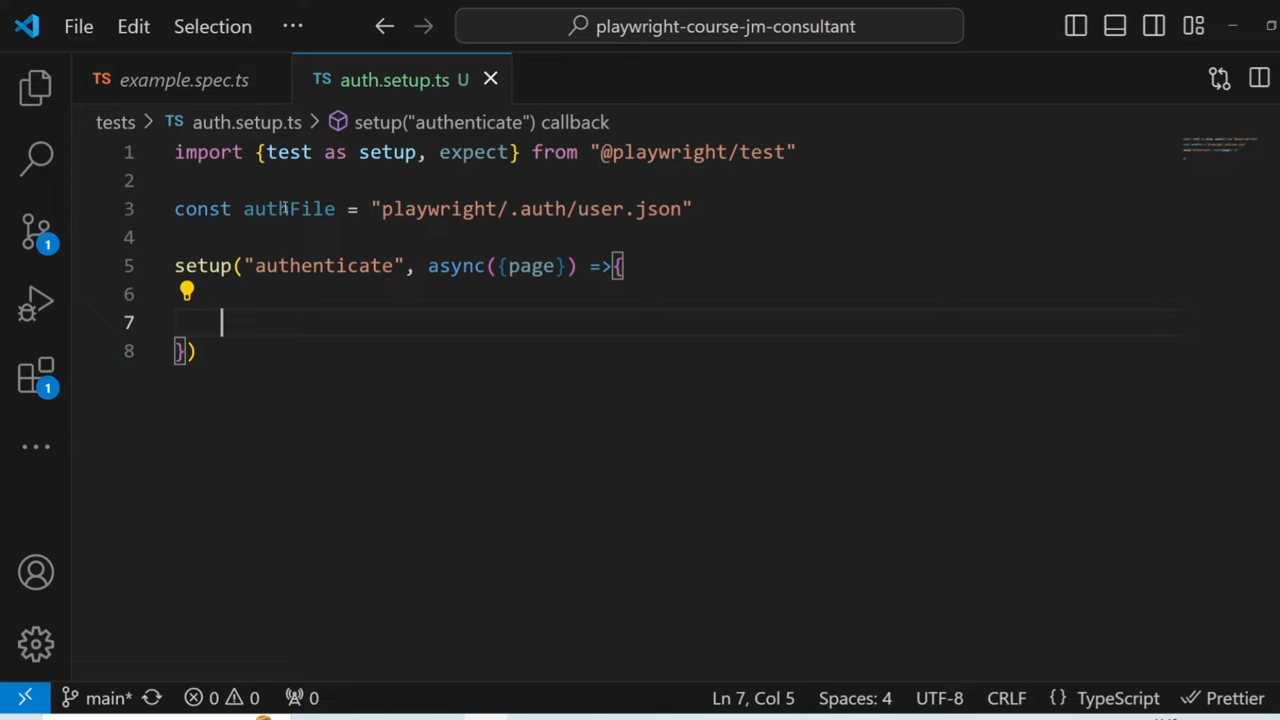 File Edit Selection ··· playwright-course-jm-consultant
TS example.spec.ts TS auth.setup.ts U
tests > TS auth.setup.ts > setup("authenticate") callback
1 import {test as setup, expect} from "@playwright/test"
2
3 const authFile = "playwright/.auth/user.json"
4
5 setup("authenticate", async({page}) =>{
6
7
8 })
1
1
main* 0 0 0 Ln 7, Col 5 Spaces: 4 UTF-8 CRLF {} TypeScript Prettier